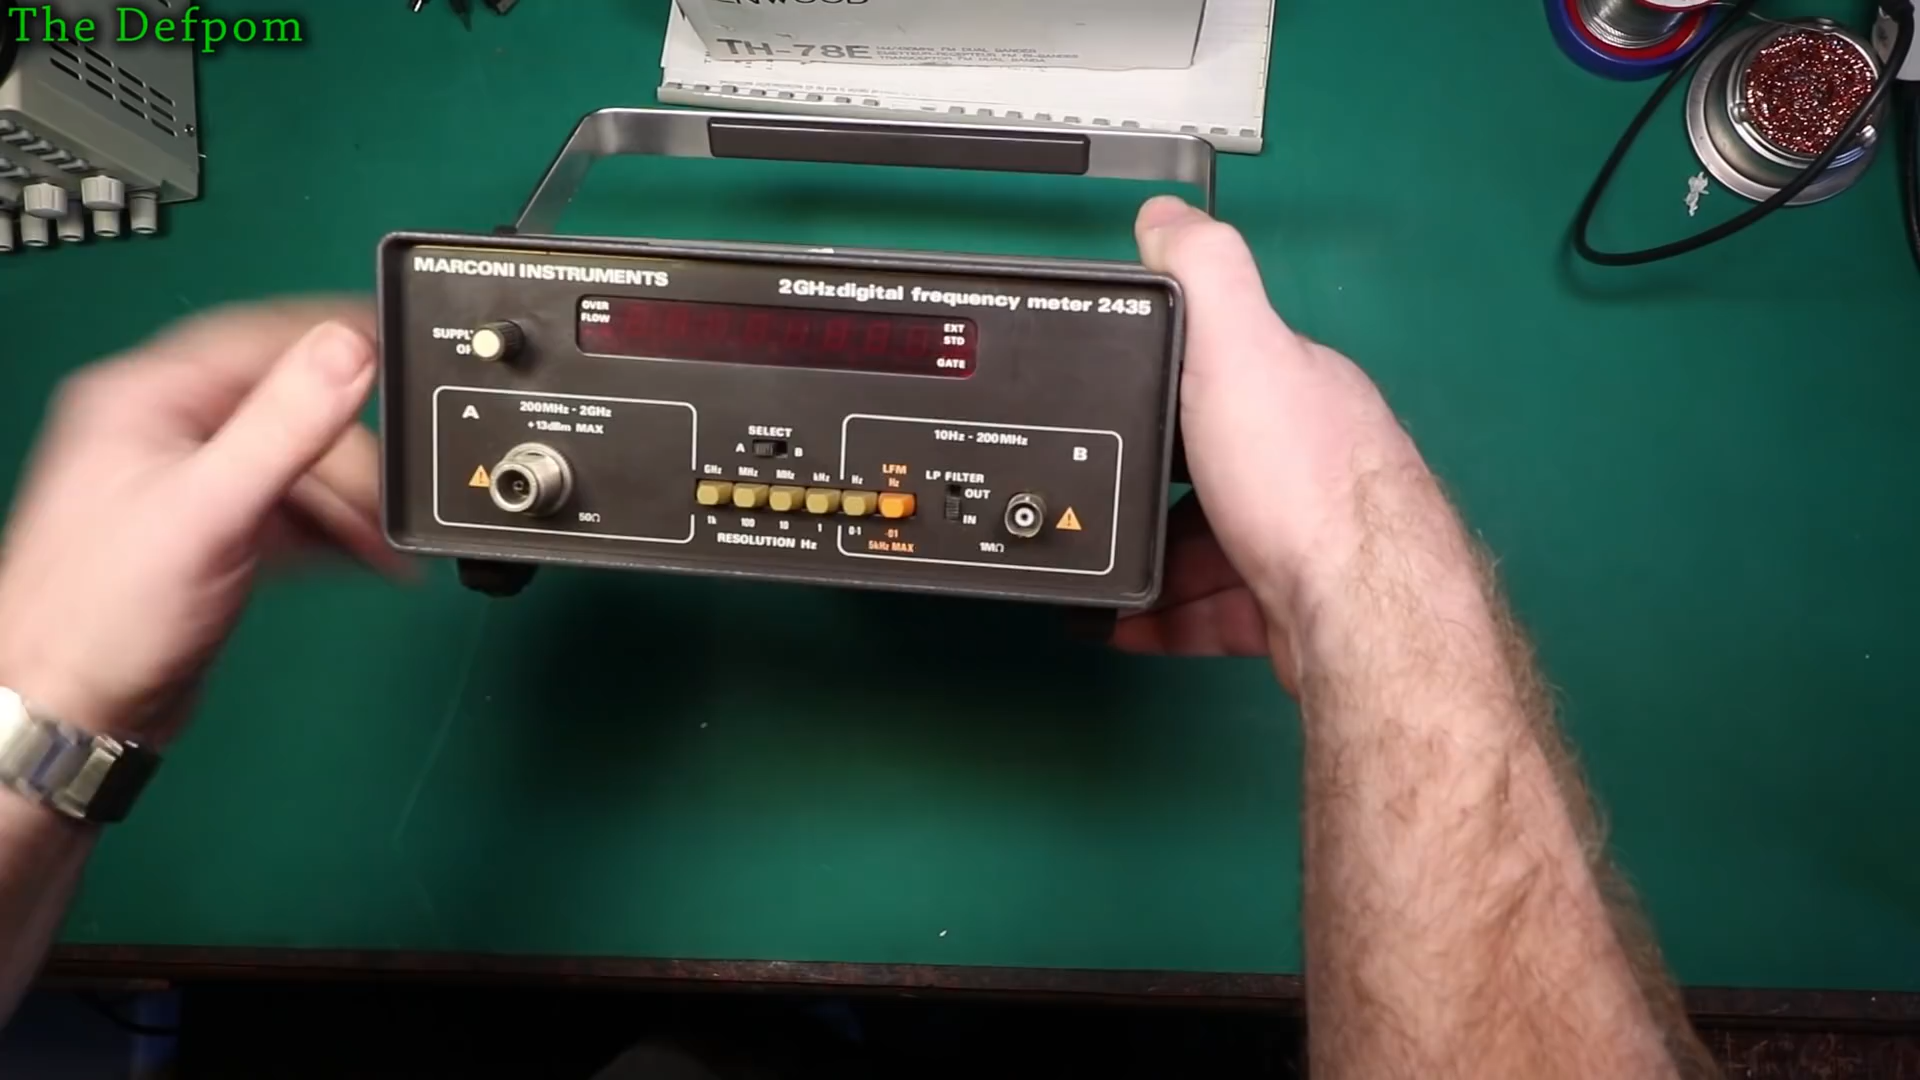 The Defpom
TH-78E
MARCONI INSTRUMENTS
2GHz digital frequency meter 2435
OVER
FLOW
EXT
STD
GATE
A
200MHz - 2GHz
+13dBm MAX
50Ω
SELECT
A B
GHz MHz MHz kHz Hz
LFM
Hz
1k 100 10 1 0·1 ·01
RESOLUTION Hz
5kHz MAX
10Hz - 200MHz
B
LP FILTER
OUT
IN
1MΩ